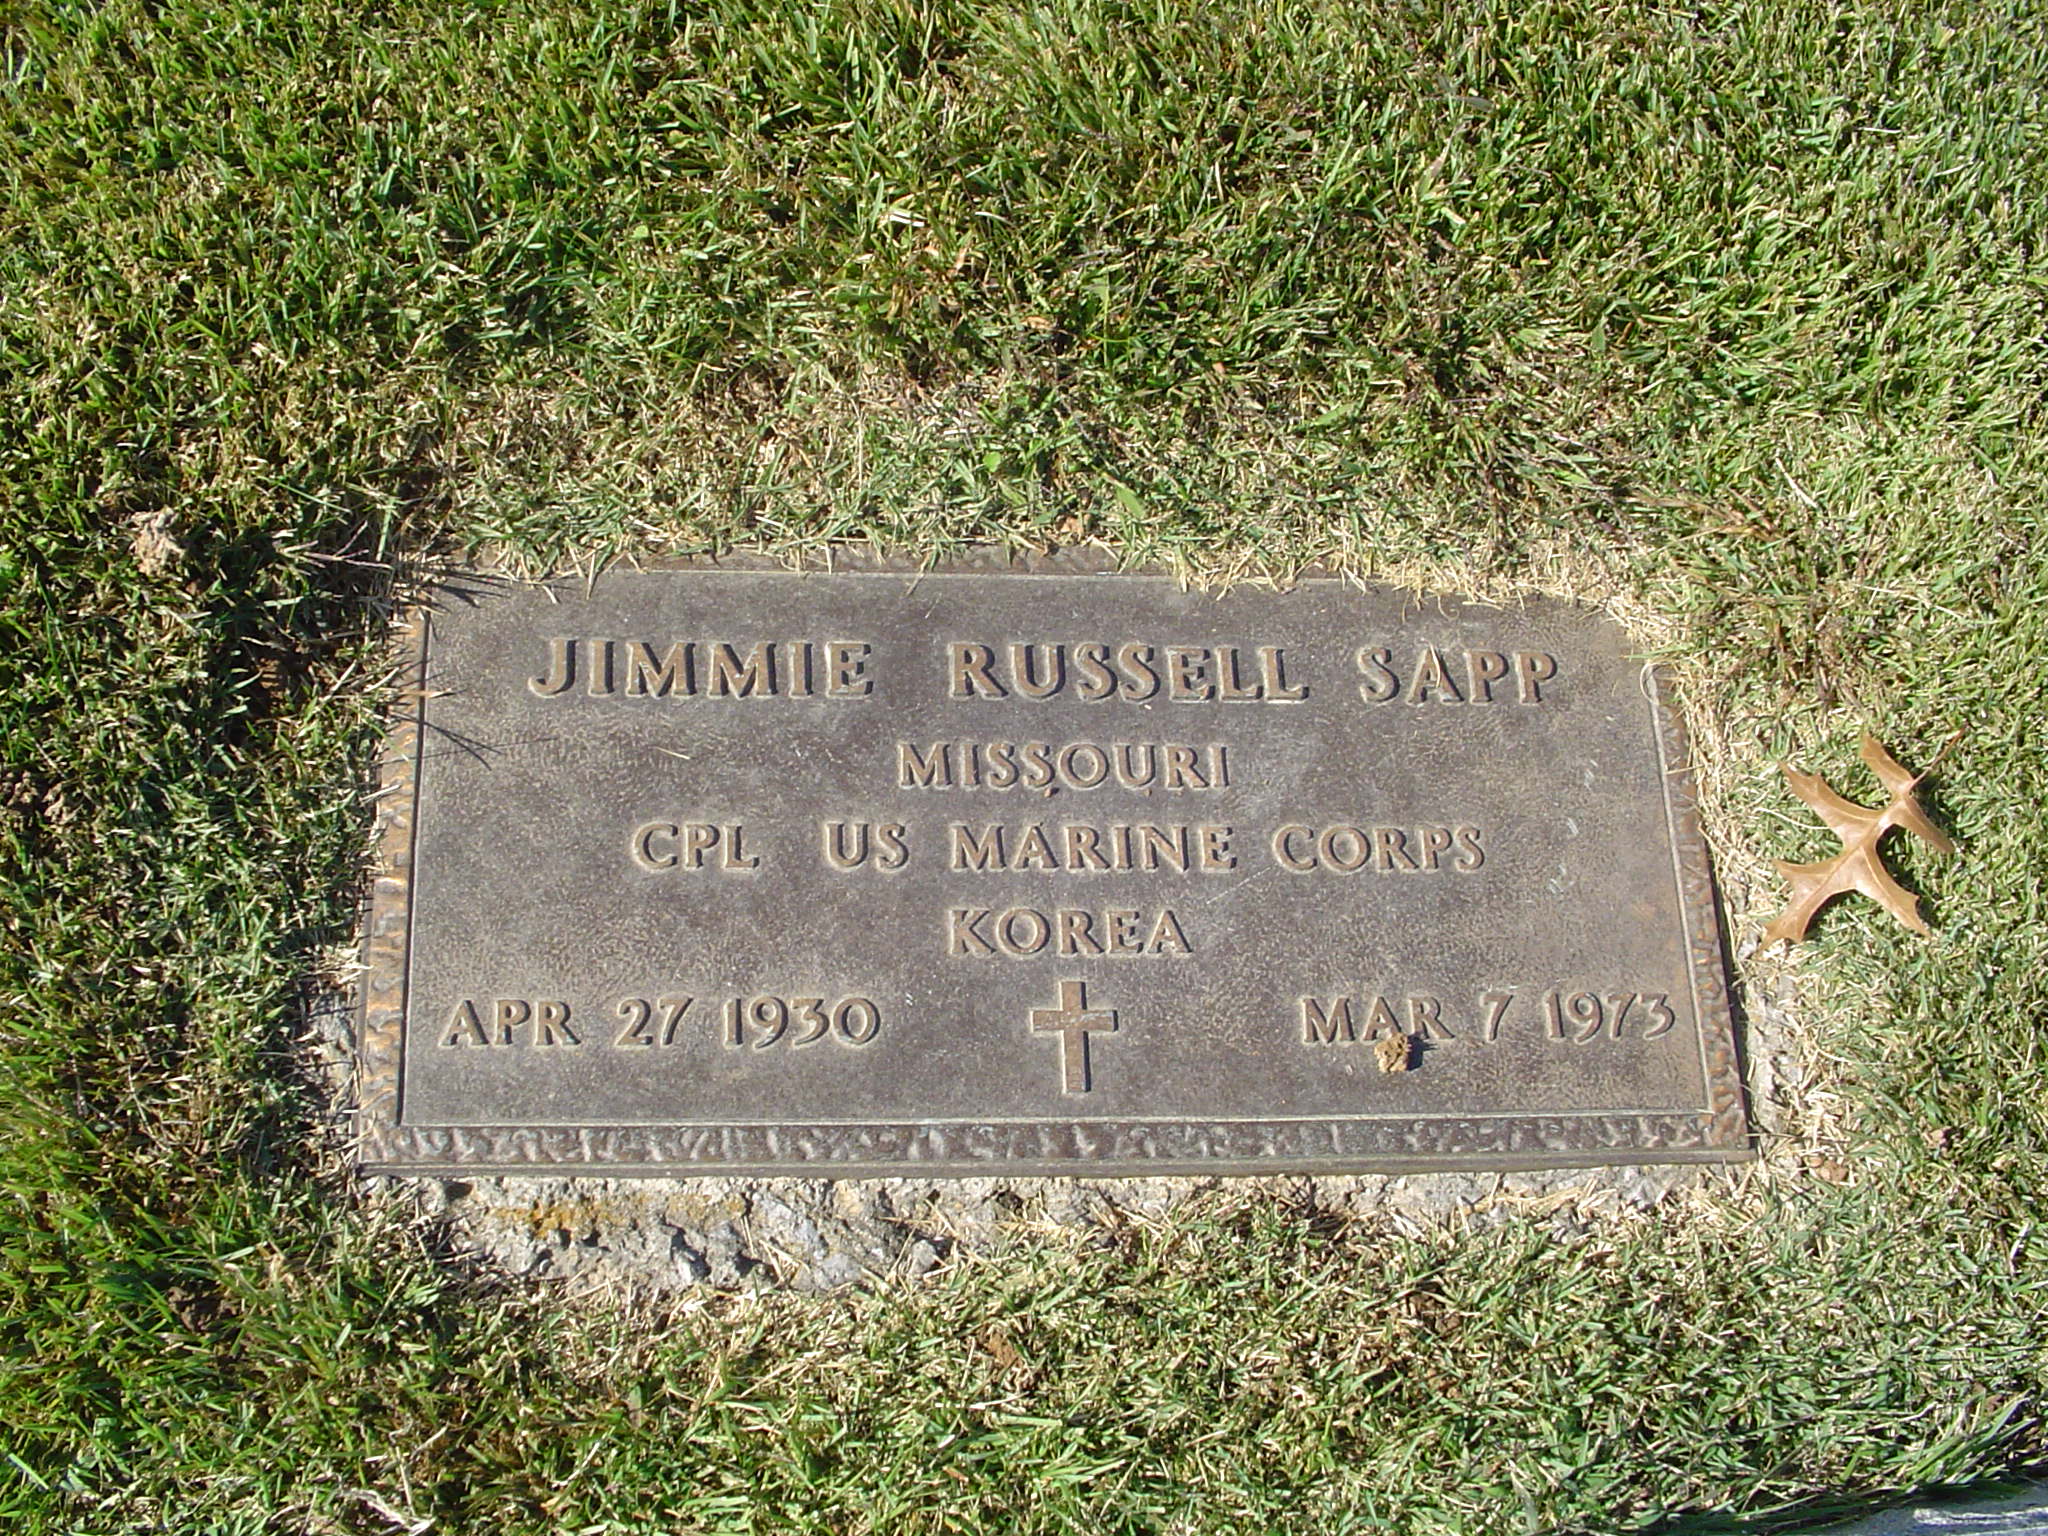 JIMMIE RUSSELL SAPP
MISSOURI
CPL US MARINE CORPS
KOREA
APR 27 1930 MAR 7 1973